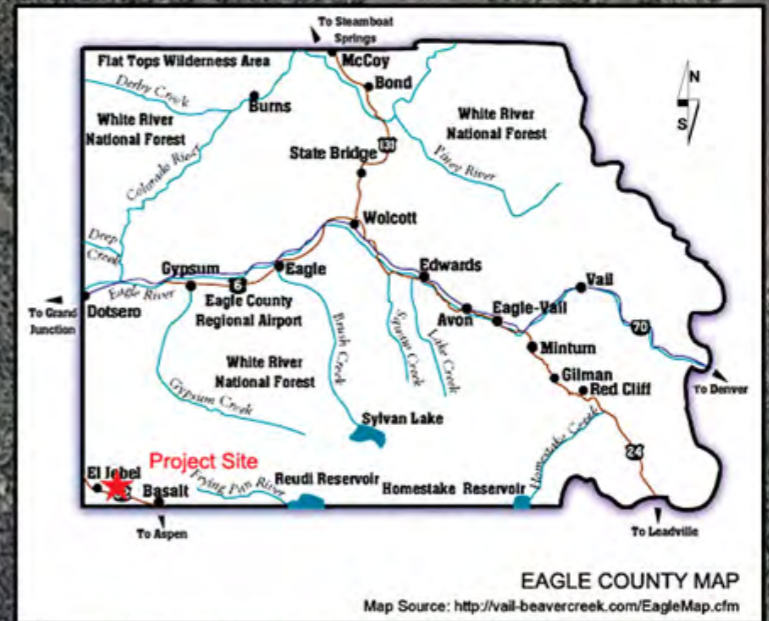 To Steamboat
Springs
McCoy
Flat Tops Wilderness Area
Bond
Derby Creek
Burns
White River
National Forest
White River
National Forest
N
S
131
State Bridge
Piney River
Colorado River
Wolcott
Deep
Creek
Gypsum
Eagle
Edwards
Vail
6
Eagle River
Eagle County
Regional Airport
To Grand
Junction
Dotsero
Avon
Eagle-Vail
70
Squaw Creek
Lake Creek
Brush Creek
Minturn
White River
National Forest
Gilman
Red Cliff
To Denver
Gypsum Creek
Sylvan Lake
Homestake Creek
24
Project Site
El Jebel
Basalt
Frying Pan River
Reudi Reservoir
Homestake Reservoir
To Aspen
To Leadville
EAGLE COUNTY MAP
Map Source: http://vail-beavercreek.com/EagleMap.cfm